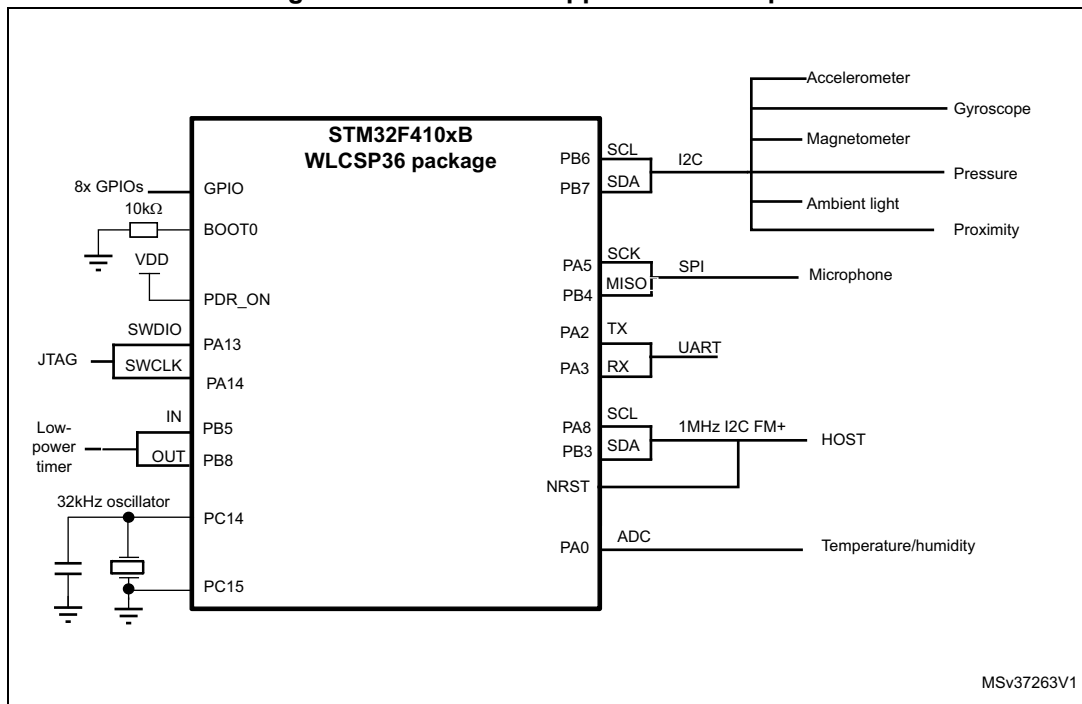 STM32F410xB
WLCSP36 package
8x GPIOs
GPIO
10kΩ
BOOT0
VDD
PDR_ON
SWDIO
PA13
JTAG
SWCLK
PA14
IN
PB5
Low-
power
timer
OUT
PB8
32kHz oscillator
PC14
PC15
PB6
SCL
I2C
PB7
SDA
Accelerometer
Gyroscope
Magnetometer
Pressure
Ambient light
Proximity
PA5
SCK
SPI
Microphone
PB4
MISO
PA2
TX
UART
PA3
RX
PA8
SCL
1MHz I2C FM+
HOST
PB3
SDA
NRST
PA0
ADC
Temperature/humidity
MSv37263V1